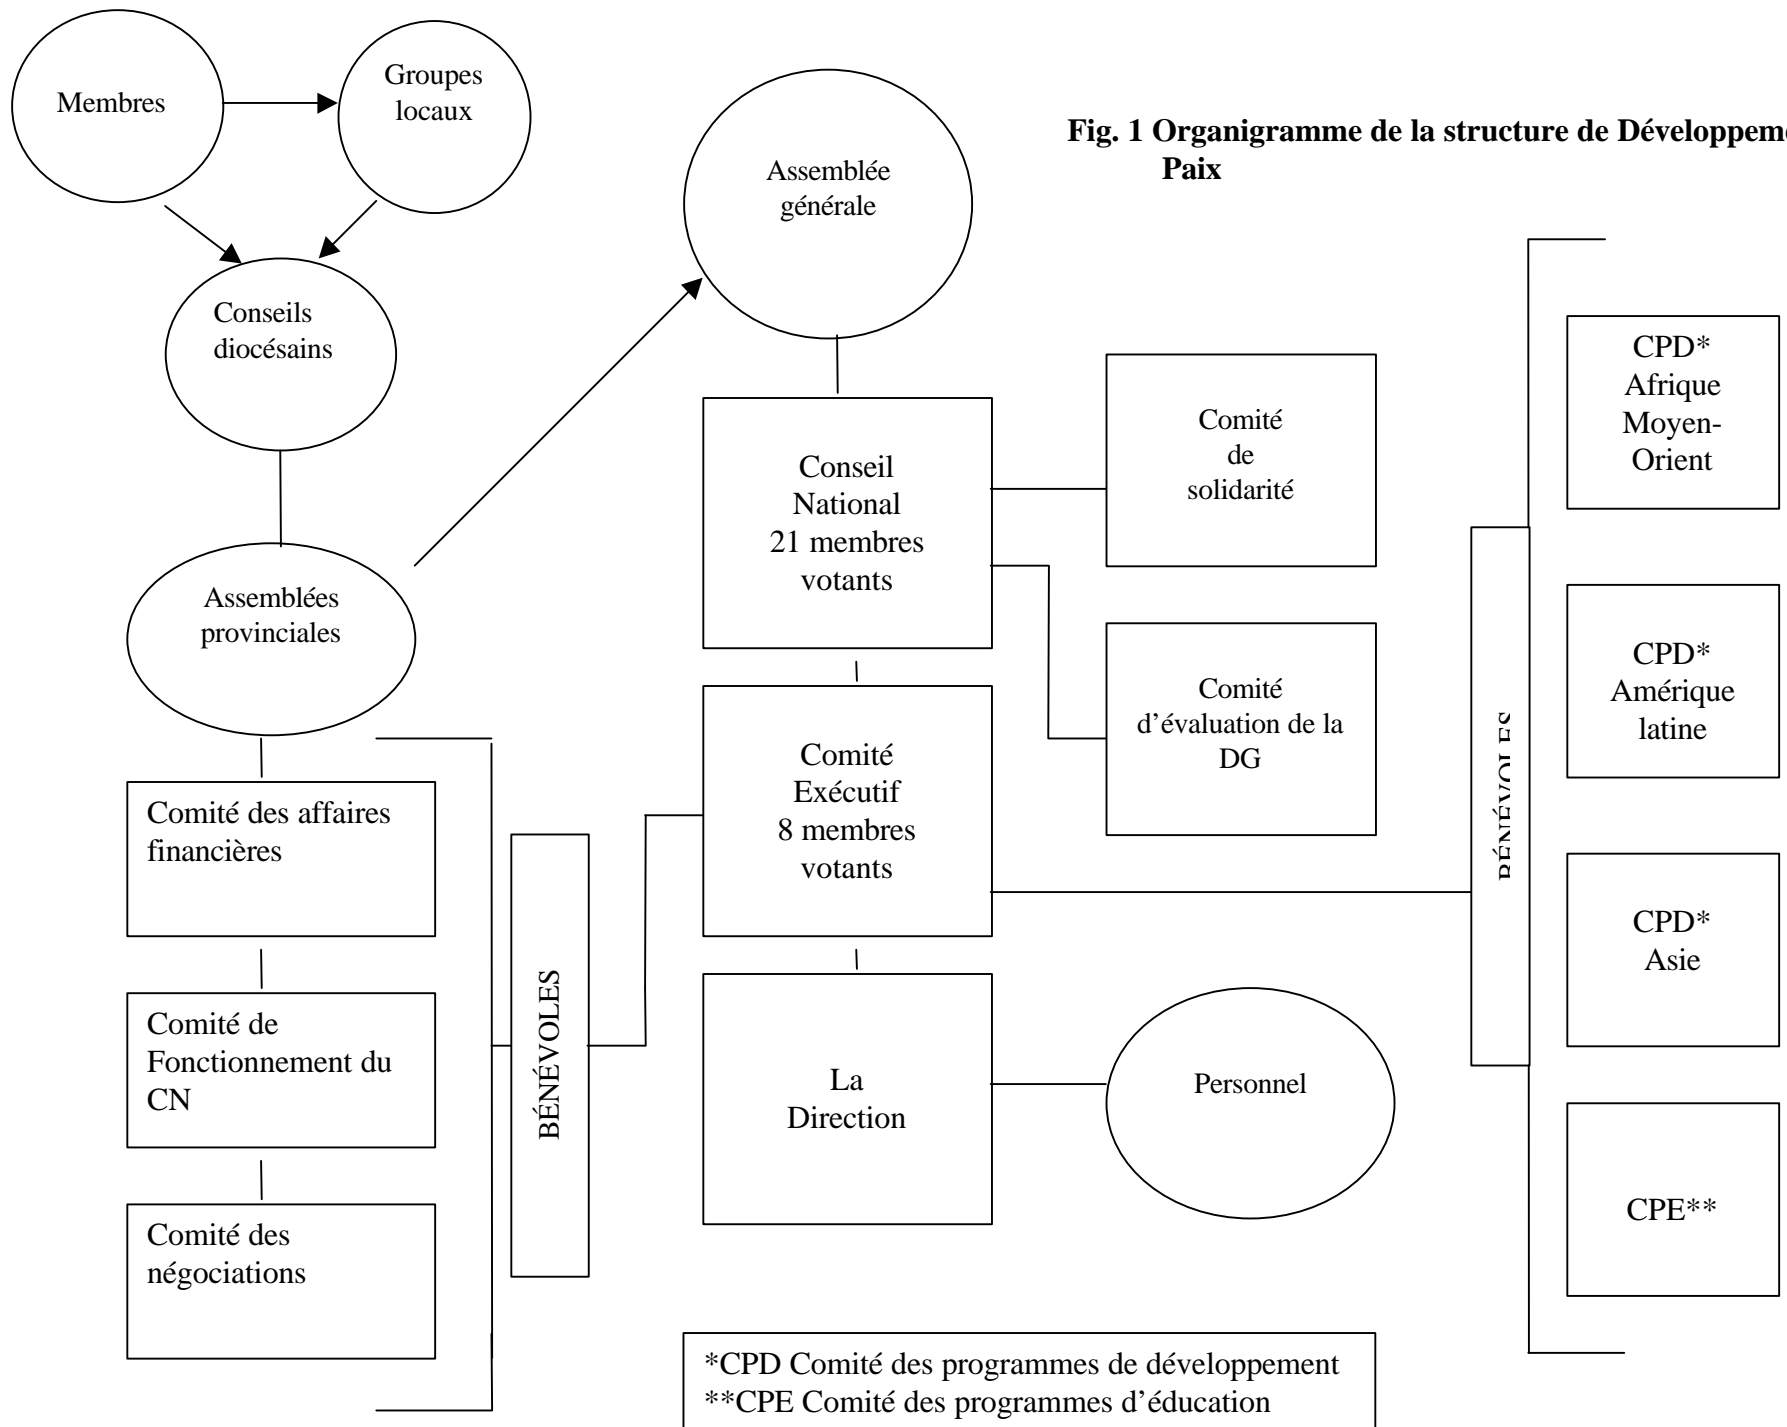 Membres
Groupes
locaux
Assemblée
générale
Fig. 1 Organigramme de la structure de Développeme
Paix
Conseils
diocésains
Assemblées
provinciales
Conseil
National
21 membres
votants
Comité
de
solidarité
Comité
d’évaluation de la
DG
Comité
Exécutif
8 membres
votants
La
Direction
Personnel
Comité des affaires
financières
Comité de
Fonctionnement du
CN
Comité des
négociations
BÉNÉVOLES
BÉNÉVOLES
CPD*
Afrique
Moyen-
Orient
CPD*
Amérique
latine
CPD*
Asie
CPE**
*CPD Comité des programmes de développement
**CPE Comité des programmes d’éducation